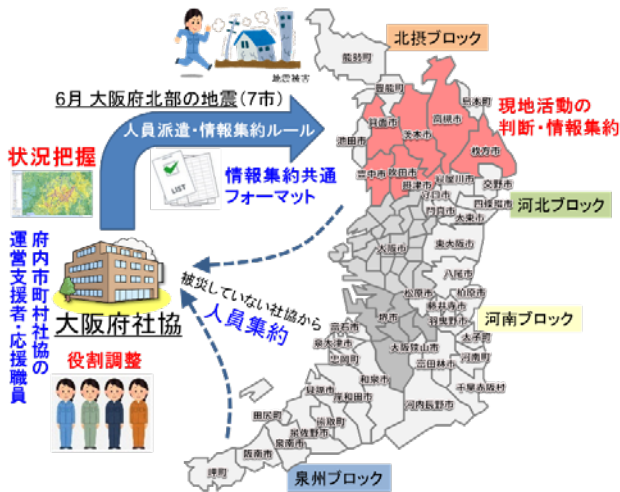 北摂ブロック
能勢町
地震被害
豊能町
島本町
6月 大阪府北部の地震(7市)
現地活動の
判断・情報集約
高槻市
箕面市
茨木市
池田市
枚方市
人員派遣・情報集約ルール
状況把握
LIST
情報集約共通
フォーマット
豊中市
吹田市
摂津市
寝屋川市
交野市
守口市
四條畷市
門真市
大東市
河北ブロック
府内市町村社協の
運営支援者・応援職員
大阪市
東大阪市
八尾市
大阪府社協
被災していない社協から
人員集約
松原市
柏原市
藤井寺市
羽曳野市
堺市
太子町
河南ブロック
高石市
泉大津市
忠岡町
大阪狭山市
河南町
富田林市
役割調整
和泉市
千早赤阪村
貝塚市
岸和田市
河内長野市
田尻町
熊取町
泉佐野市
泉南市
阪南市
岬町
泉州ブロック